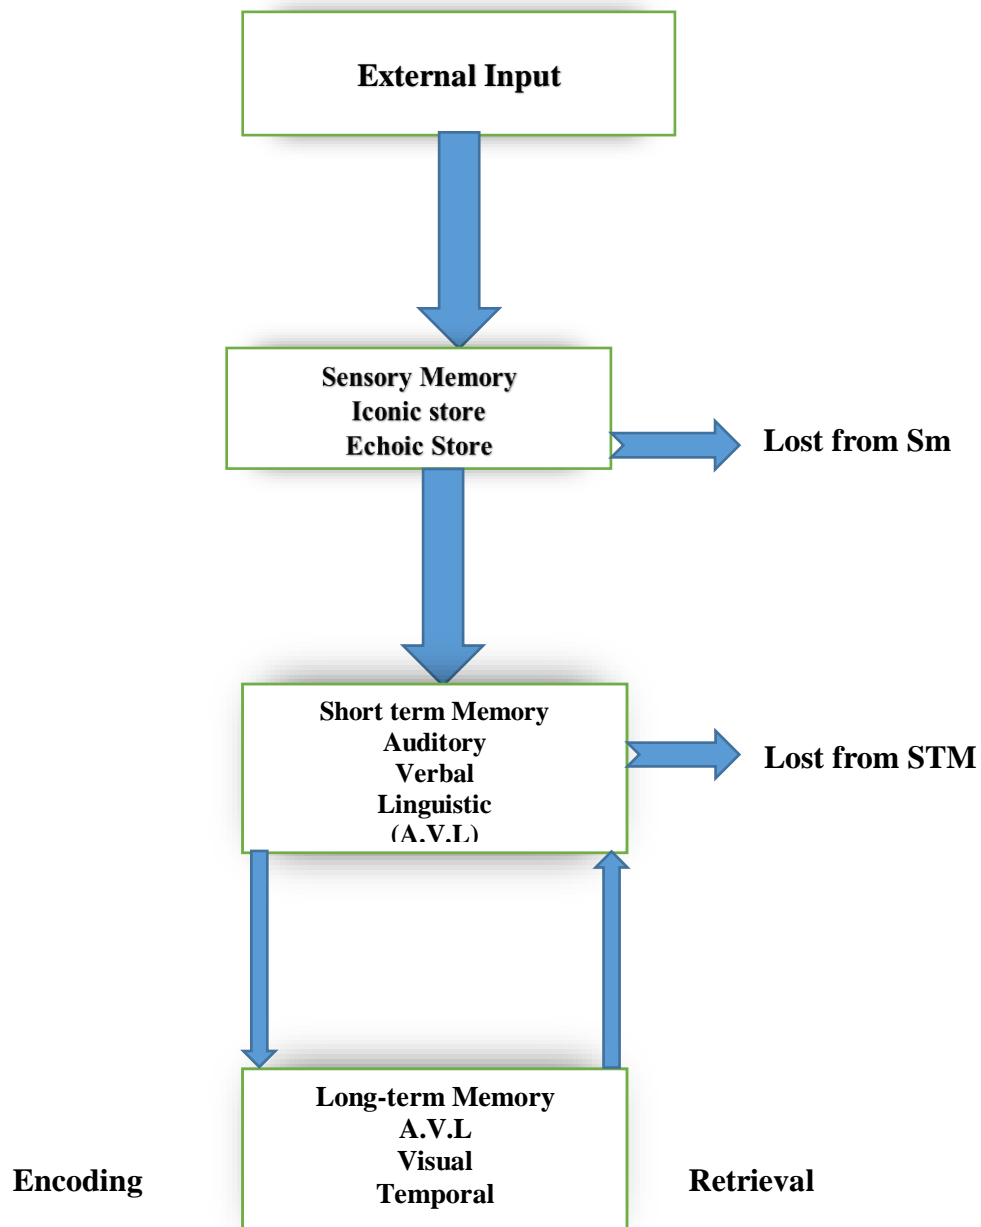 External Input
Sensory Memory
Iconic store
Echoic Store
Lost from Sm
Short term Memory
Auditory
Verbal
Linguistic
(A.V.L)
Lost from STM
Long-term Memory
A.V.L
Visual
Temporal
Encoding
Retrieval